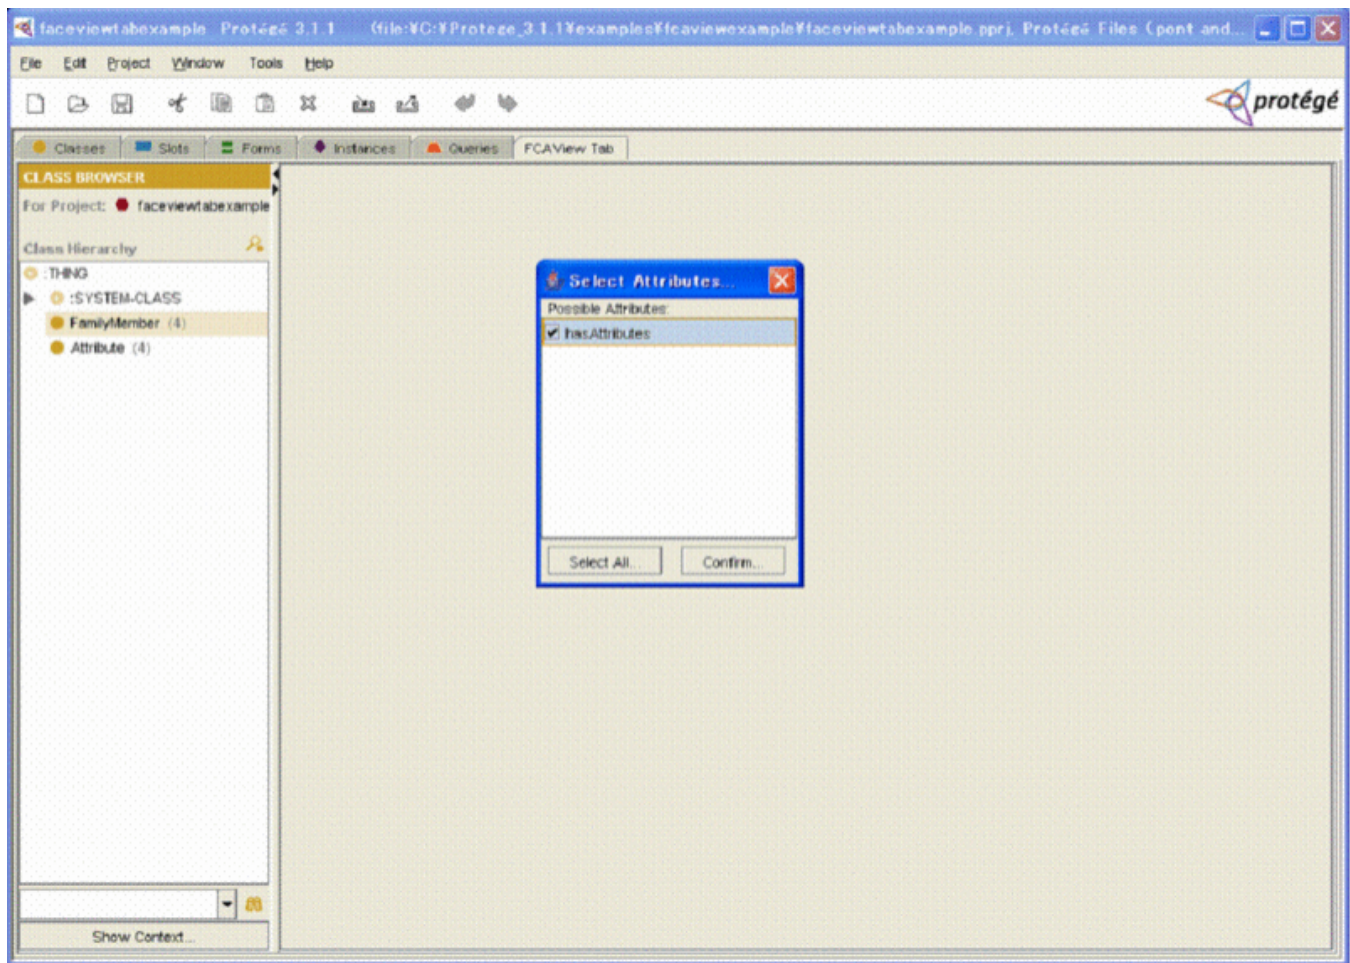 faceviewtabexample Protégé 3.1.1 (file:¥C:¥Protege_3.1.1¥examples¥fcaviewexample¥faceviewtabexample.pprj, Protégé Files (.pont and...
File Edit Project Window Tools Help
protégé
Classes Slots Forms Instances Queries FCAView Tab
CLASS BROWSER
For Project: faceviewtabexample
Class Hierarchy
:THING
:SYSTEM-CLASS
FamilyMember (4)
Attribute (4)
Select Attributes...
Possible Attributes:
hasAttributes
Select All... Confirm...
Show Context...